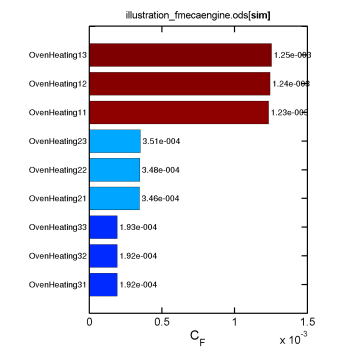 illustration_fmecaengine.ods[sim]
OvenHeating13 1.25e-003
OvenHeating12 1.24e-003
OvenHeating11 1.23e-003
OvenHeating23 3.51e-004
OvenHeating22 3.48e-004
OvenHeating21 3.46e-004
OvenHeating33 1.93e-004
OvenHeating32 1.92e-004
OvenHeating31 1.92e-004
0 0.5 1 1.5
C_F x 10^-3